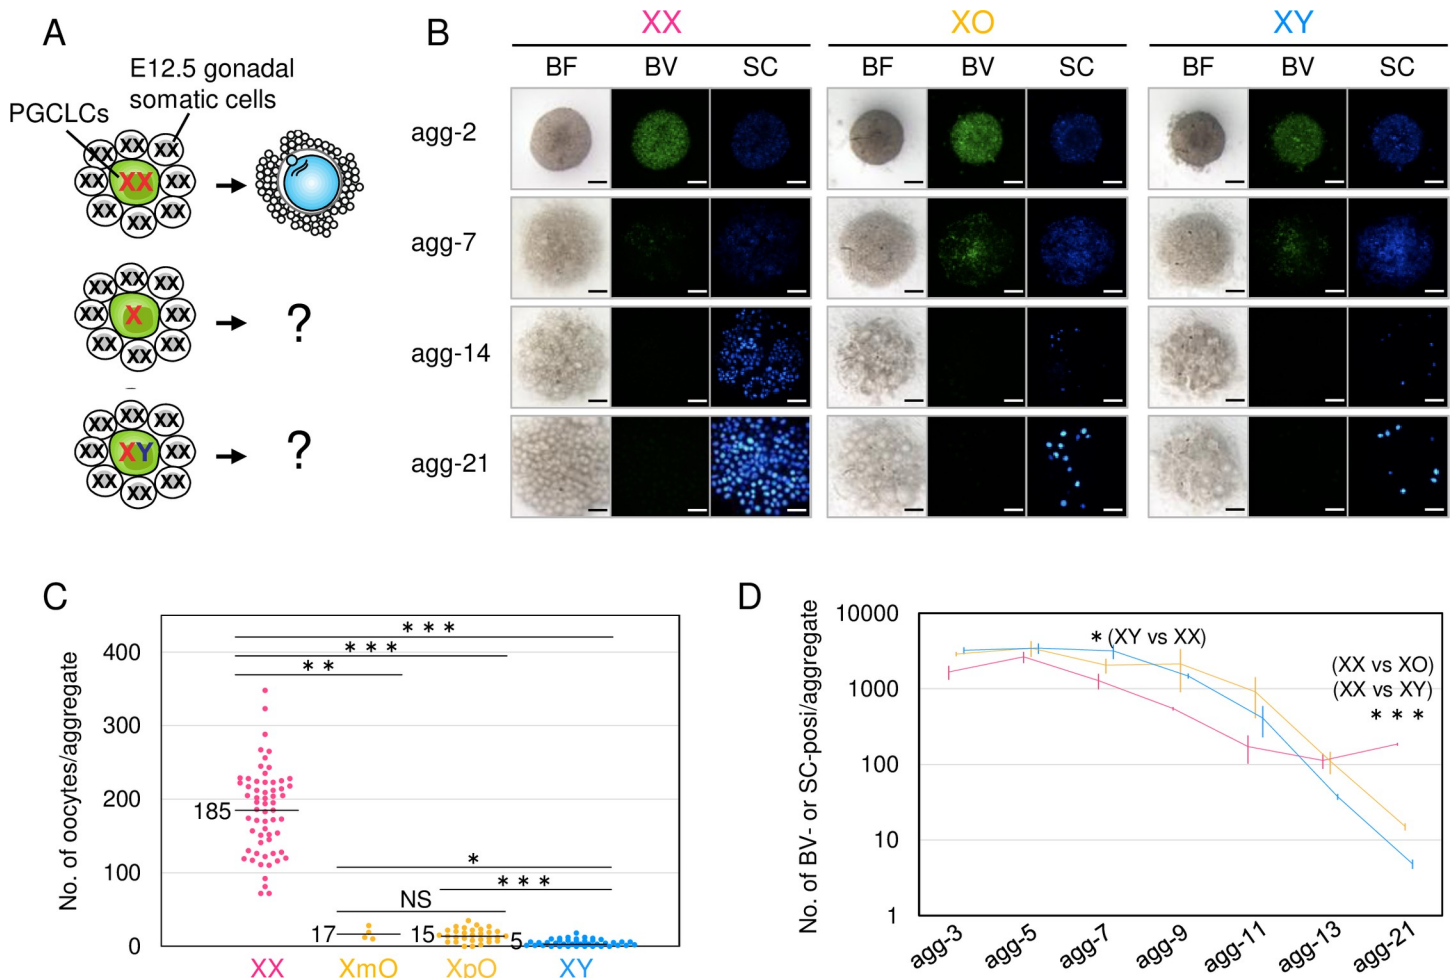 A
E12.5 gonadal
somatic cells
PGCLCs
XX XX XX
XX XX XX
XX XX XX
XX XX XX
XX X XX ?
XX XX XX
XX XX XX
XX XY XX ?
XX XX XX
B
XX XO XY
BF BV SC BF BV SC BF BV SC
agg-2
agg-7
agg-14
agg-21
C
No. of oocytes/aggregate
400
300
200
100
0
* * *
* * *
* *
185
*
* * *
NS
17
15
5
XX XmO XpO XY
D
No. of BV- or SC-posi/aggregate
10000
1000
100
10
1
* (XY vs XX)
(XX vs XO)
(XX vs XY)
* * *
agg-3 agg-5 agg-7 agg-9 agg-11 agg-13 agg-21